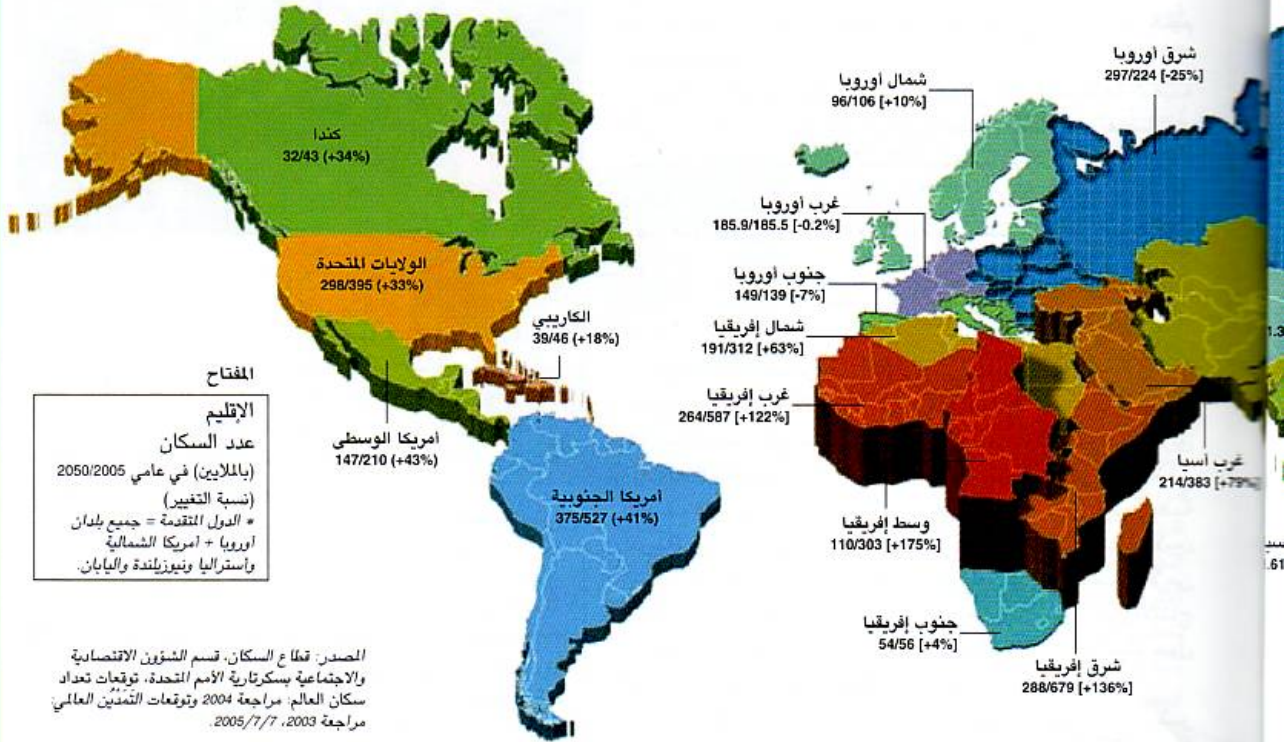 كندا
32/43 (+34%)
الولايات المتحدة
298/395 (+33%)
الكاريبي
39/46 (+18%)
أمريكا الوسطى
147/210 (+43%)
أمريكا الجنوبية
375/527 (+41%)
شمال أوروبا
96/106 [+10%]
شرق أوروبا
297/224 [-25%]
غرب أوروبا
185.9/185.5 [-0.2%]
جنوب أوروبا
149/139 [-7%]
شمال إفريقيا
191/312 [+63%]
غرب إفريقيا
264/587 [+122%]
وسط إفريقيا
110/303 [+175%]
جنوب إفريقيا
54/56 [+4%]
شرق إفريقيا
288/679 [+136%]
غرب آسيا
214/383 [+79%]
المفتاح
الإقليم
عدد السكان
(بالملايين) في عامي 2050/2005
(نسبة التغيير)
* الدول المتقدمة = جميع بلدان
أوروبا + أمريكا الشمالية
وأستراليا ونيوزيلندة واليابان.
المصدر: قطاع السكان، قسم الشؤون الاقتصادية
والاجتماعية بسكرتارية الأمم المتحدة، توقعات تعداد
سكان العالم: مراجعة 2004 وتوقعات التَمَدْيُن العالمي:
مراجعة 2003، 2005/7/7.